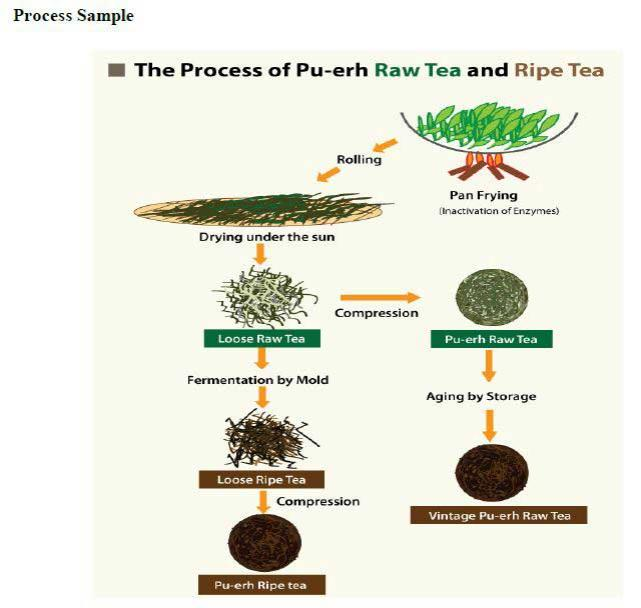 Process Sample
The Process of Pu-erh Raw Tea and Ripe Tea
Rolling
Pan Frying
(Inactivation of Enzymes)
Drying under the sun
Compression
Loose Raw Tea
Pu-erh Raw Tea
Fermentation by Mold
Aging by Storage
Loose Ripe Tea
Compression
Vintage Pu-erh Raw Tea
Pu-erh Ripe tea